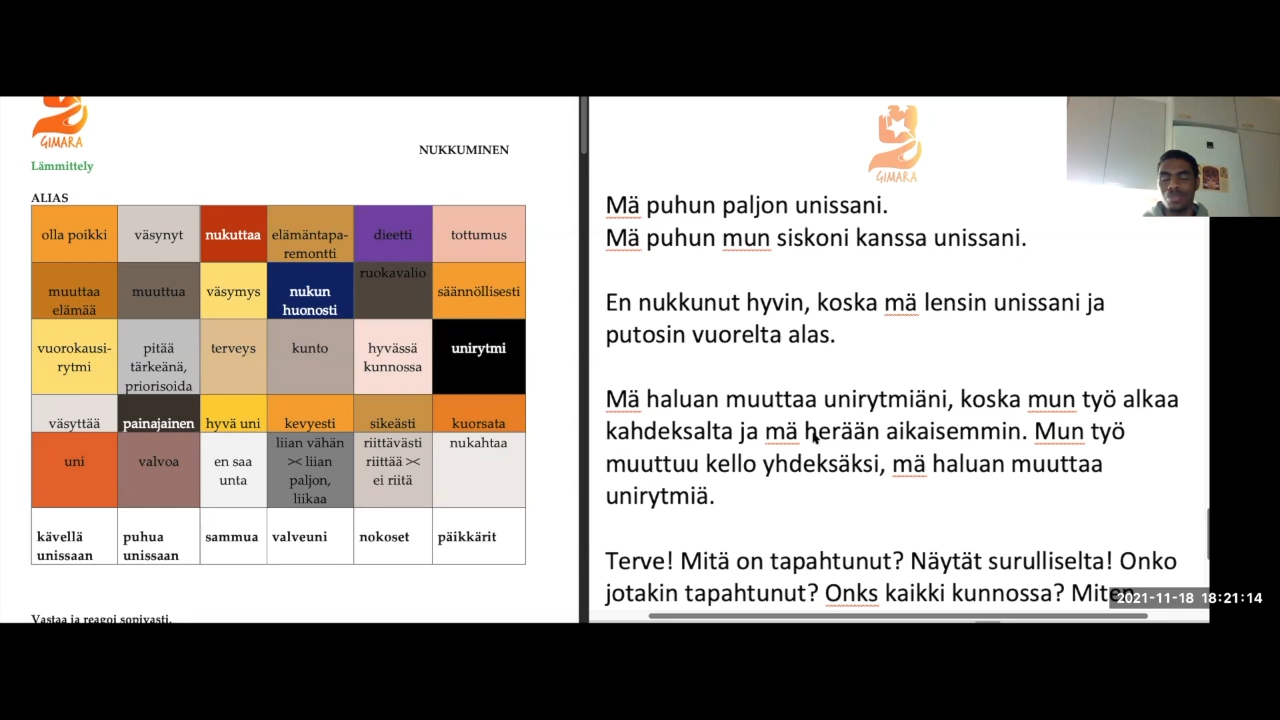 GIMARA
NUKKUMINEN
Lämmittely
ALIAS
olla poikki väsynyt nukuttaa elämäntapa-remontti dieetti tottumus
muuttaa elämää muuttua väsymys nukun huonosti ruokavalio säännöllisesti
vuorokausi-rytmi pitää tärkeänä, priorisoida terveys kunto hyvässä kunnossa unirytmi
väsyttää painajainen hyvä uni kevyesti sikeästi kuorsata
uni valvoa en saa unta liian vähän >< liian paljon, liikaa riittävästi riittää >< ei riitä nukahtaa
kävellä unissaan puhua unissaan sammua valveuni nokoset päikkärit
Vastaa ja reagoi sopivasti.
GIMARA
Mä puhun paljon unissani.
Mä puhun mun siskoni kanssa unissani.
En nukkunut hyvin, koska mä lensin unissani ja
putosin vuorelta alas.
Mä haluan muuttaa unirytmiäni, koska mun työ alkaa
kahdeksalta ja mä herään aikaisemmin. Mun työ
muuttuu kello yhdeksäksi, mä haluan muuttaa
unirytmiä.
Terve! Mitä on tapahtunut? Näytät surulliselta! Onko
jotakin tapahtunut? Onks kaikki kunnossa? Miten
2021-11-18 18:21:14